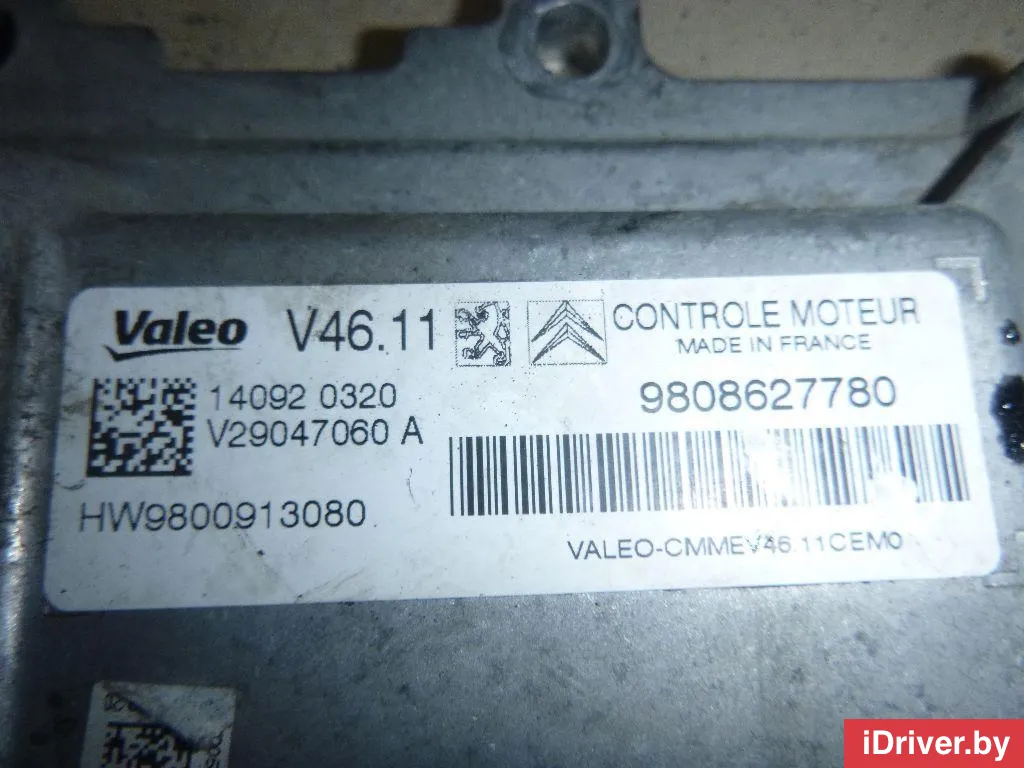 Valeo V46.11 CONTROLE MOTEUR
MADE IN FRANCE
14092 0320
9808627780
V29047060 A
HW9800913080
VALEO-CMMEV46.11CEM0
iDriver.by